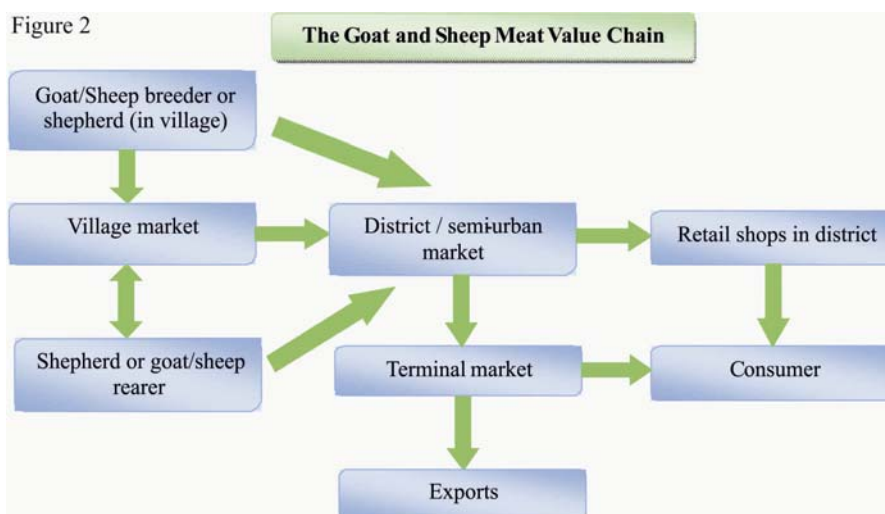 Figure 2
The Goat and Sheep Meat Value Chain
Goat/Sheep breeder or
shepherd (in village)
Village market
District / semi-urban
market
Retail shops in district
Shepherd or goat/sheep
rearer
Terminal market
Consumer
Exports